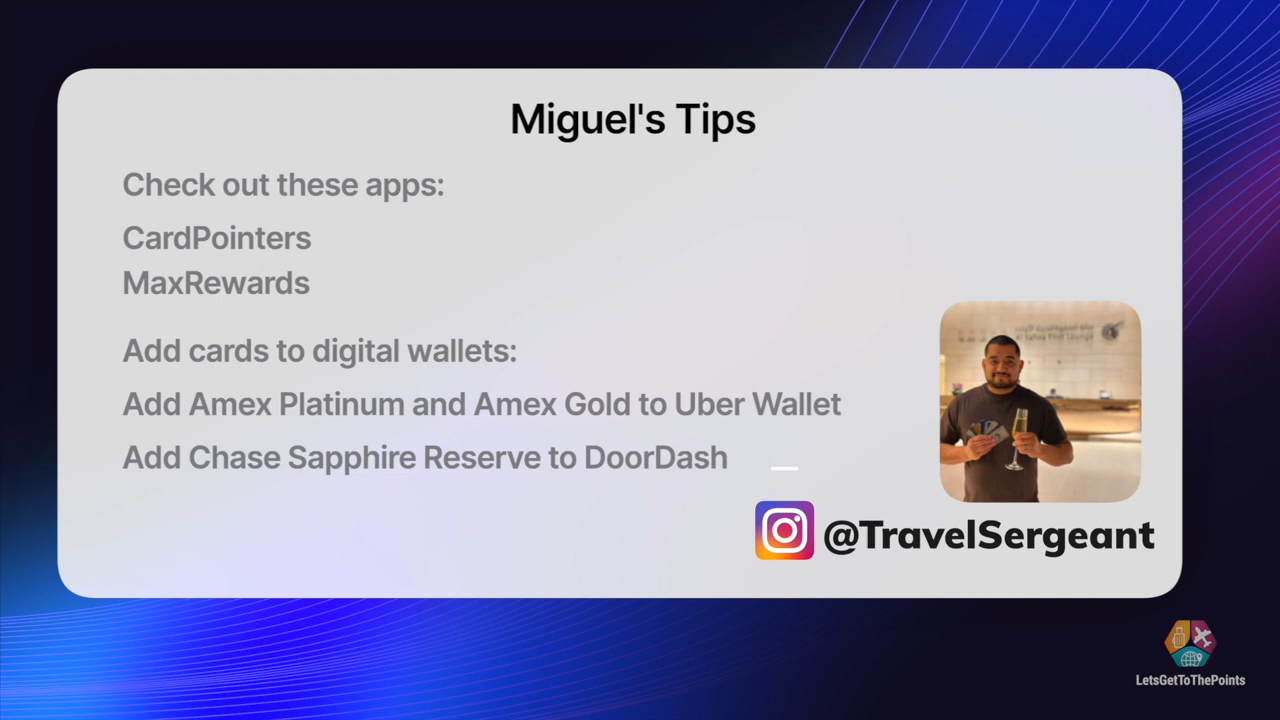 Miguel's Tips
Check out these apps:
CardPointers
MaxRewards
Add cards to digital wallets:
Add Amex Platinum and Amex Gold to Uber Wallet
Add Chase Sapphire Reserve to DoorDash
@TravelSergeant
LetsGetToThePoints